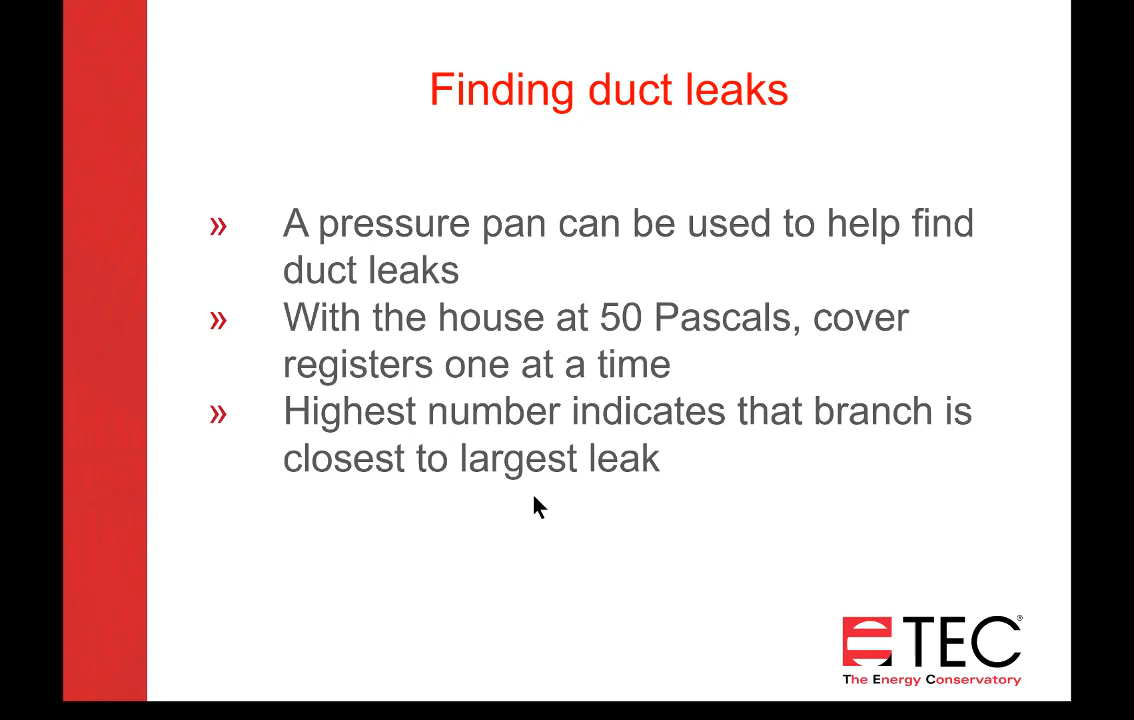 Finding duct leaks
» A pressure pan can be used to help find
duct leaks
» With the house at 50 Pascals, cover
registers one at a time
» Highest number indicates that branch is
closest to largest leak
TEC®
The Energy Conservatory